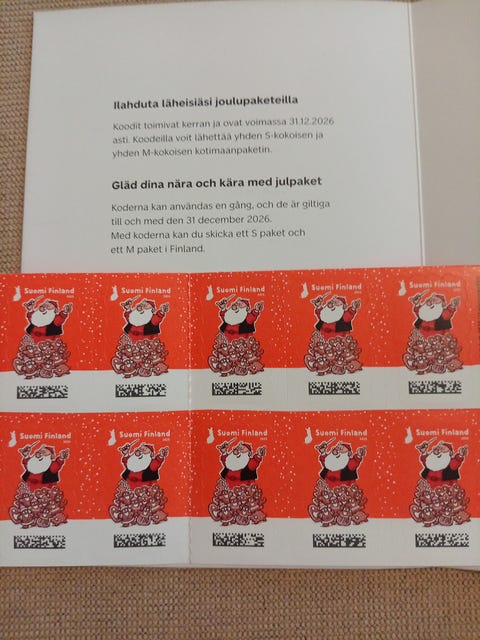 Ilahduta läheisiäsi joulupaketeilla
Koodit toimivat kerran ja ovat voimassa 31.12.2026
asti. Koodeilla voit lähettää yhden S-kokoisen ja
yhden M-kokoisen kotimaanpaketin.
Gläd dina nära och kära med julpaket
Koderna kan användas en gång, och de är giltiga
till och med den 31 december 2026.
Med koderna kan du skicka ett S paket och
ett M paket i Finland.
Suomi Finland
Suomi Finland
Suomi Finland
Suomi Finland
Suomi Finland
Suomi Finland
Suomi Finland
Suomi Finland
Suomi Finland
Suomi Finland